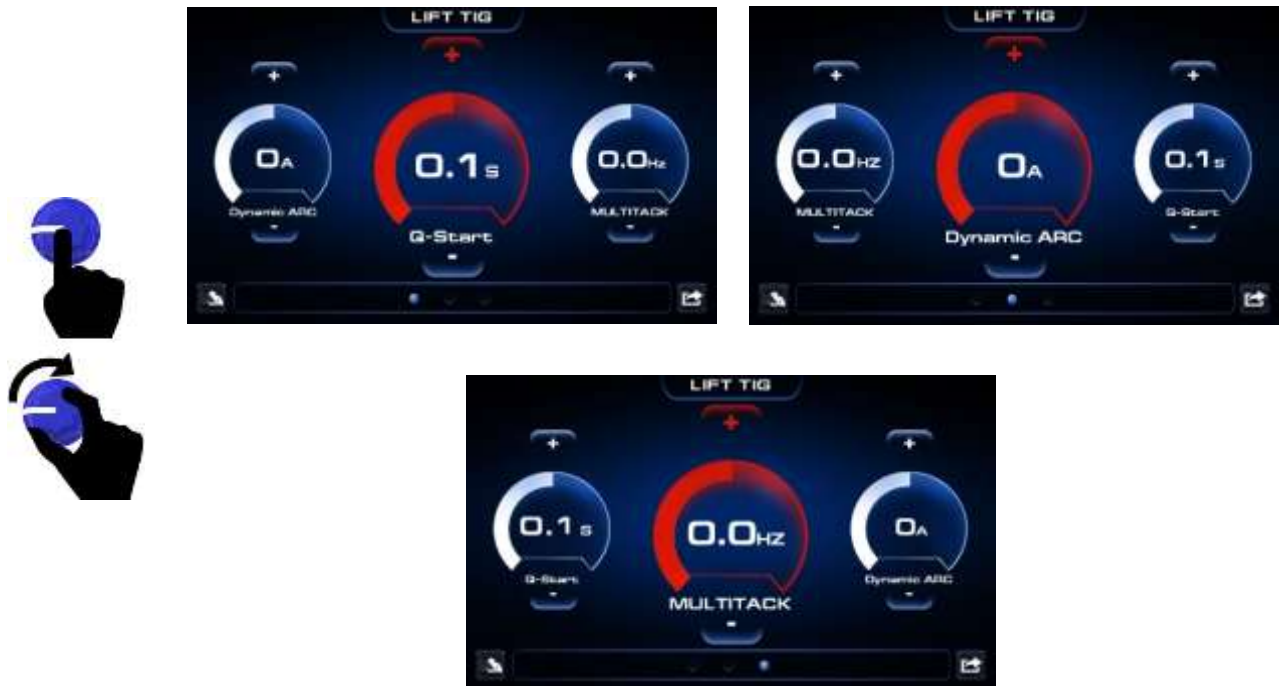 LIFT TIG
+
+ +
0A 0.1s 0.0Hz
Dynamic ARC Q-Start MULTITACK
- - -
LIFT TIG
+
+ +
0.0HZ 0A 0.1s
MULTITACK Dynamic ARC Q-Start
- - -
LIFT TIG
+
+ +
0.1s 0.0HZ 0A
Q-Start MULTITACK Dynamic ARC
- - -